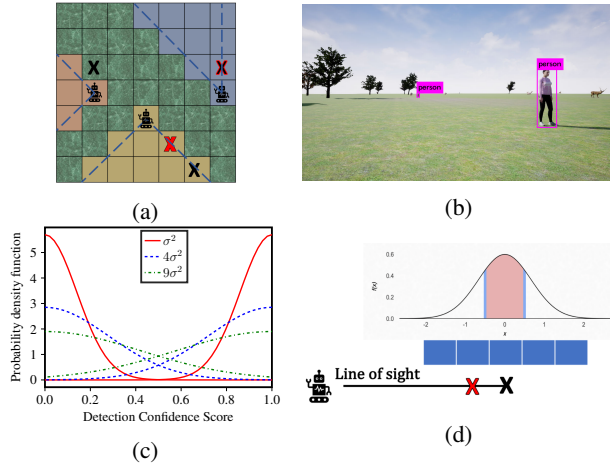 X
X
X
X
(a)
person
person
(b)
Probability density function
5
4
3
2
1
0
σ²
4σ²
9σ²
0.0 0.2 0.4 0.6 0.8 1.0
Detection Confidence Score
(c)
f(x)
0.6
0.4
0.2
0.0
-2 -1 0 1 2
x
Line of sight
X X
(d)